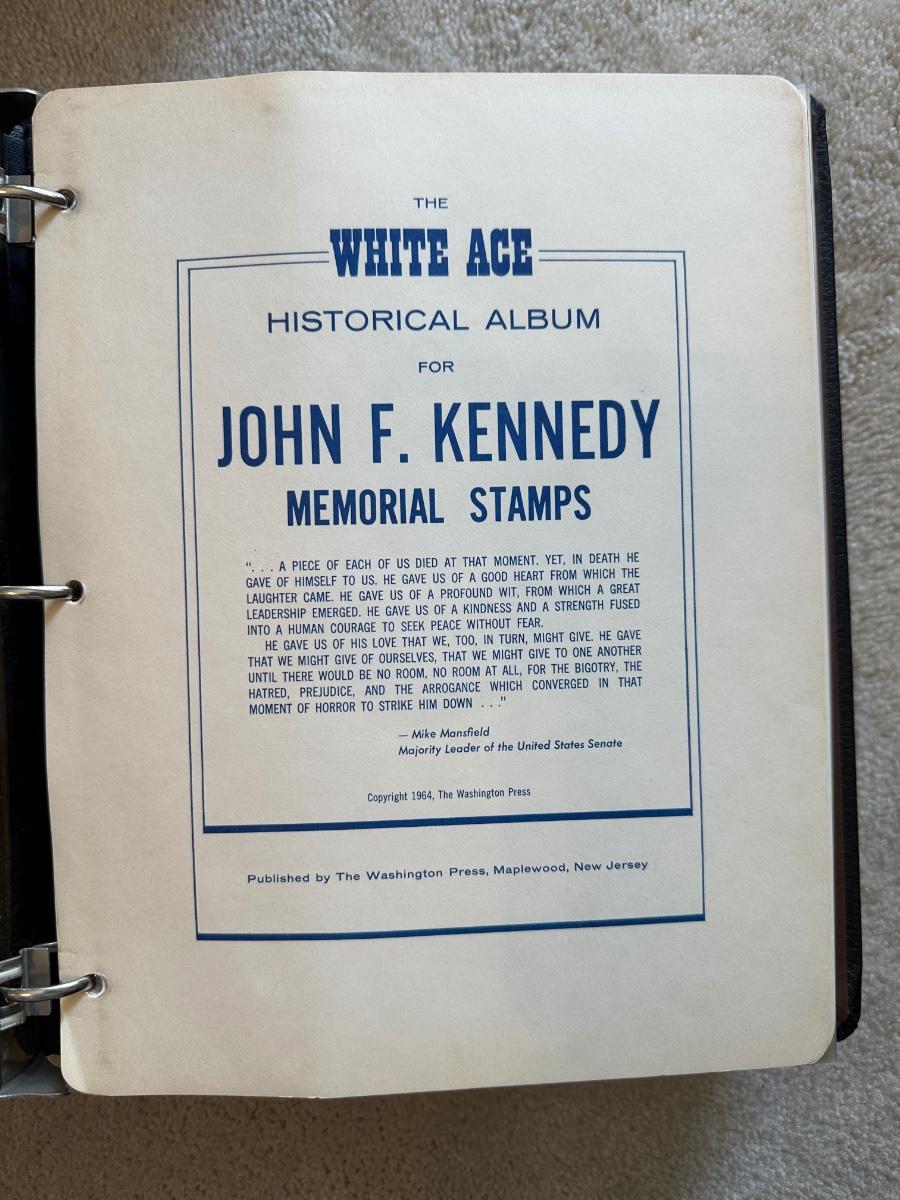 THE
WHITE ACE
HISTORICAL ALBUM
FOR
JOHN F. KENNEDY
MEMORIAL STAMPS
“. . . A PIECE OF EACH OF US DIED AT THAT MOMENT. YET, IN DEATH HE
GAVE OF HIMSELF TO US. HE GAVE US OF A GOOD HEART FROM WHICH THE
LAUGHTER CAME. HE GAVE US OF A PROFOUND WIT, FROM WHICH A GREAT
LEADERSHIP EMERGED. HE GAVE US OF A KINDNESS AND A STRENGTH FUSED
INTO A HUMAN COURAGE TO SEEK PEACE WITHOUT FEAR.
HE GAVE US OF HIS LOVE THAT WE, TOO, IN TURN, MIGHT GIVE. HE GAVE
THAT WE MIGHT GIVE OF OURSELVES, THAT WE MIGHT GIVE TO ONE ANOTHER
UNTIL THERE WOULD BE NO ROOM, NO ROOM AT ALL, FOR THE BIGOTRY, THE
HATRED, PREJUDICE, AND THE ARROGANCE WHICH CONVERGED IN THAT
MOMENT OF HORROR TO STRIKE HIM DOWN . . .”
— Mike Mansfield
Majority Leader of the United States Senate
Copyright 1964, The Washington Press
Published by The Washington Press, Maplewood, New Jersey